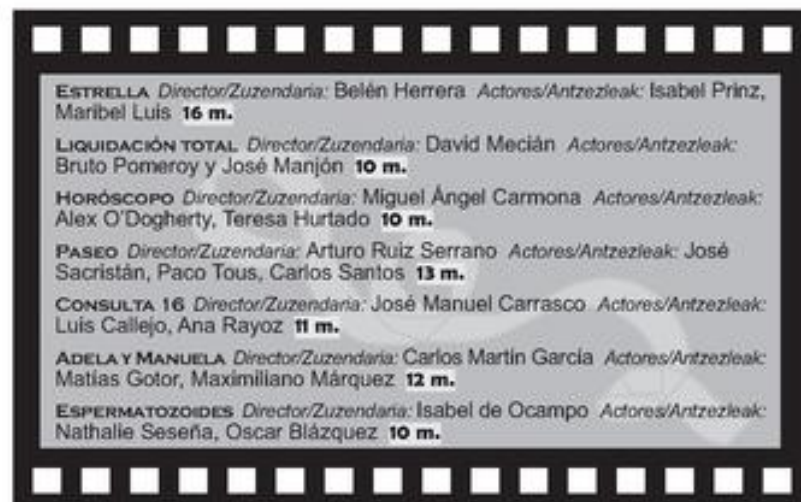 ESTRELLA Director/Zuzendaria: Belén Herrera Actores/Antzezleak: Isabel Prinz,
Maribel Luis 16 m.
LIQUIDACIÓN TOTAL Director/Zuzendaria: David Mecián Actores/Antzezleak:
Bruto Pomeroy y José Manjón 10 m.
HORÓSCOPO Director/Zuzendaria: Miguel Ángel Carmona Actores/Antzezleak:
Alex O'Dogherty, Teresa Hurtado 10 m.
PASEO Director/Zuzendaria: Arturo Ruiz Serrano Actores/Antzezleak: José
Sacristán, Paco Tous, Carlos Santos 13 m.
CONSULTA 16 Director/Zuzendaria: José Manuel Carrasco Actores/Antzezleak:
Luis Callejo, Ana Rayoz 11 m.
ADELA Y MANUELA Director/Zuzendaria: Carlos Martin García Actores/Antzezleak:
Matías Gotor, Maximiliano Márquez 12 m.
ESPERMATOZOIDES Director/Zuzendaria: Isabel de Ocampo Actores/Antzezleak:
Nathalie Seseña, Oscar Blázquez 10 m.